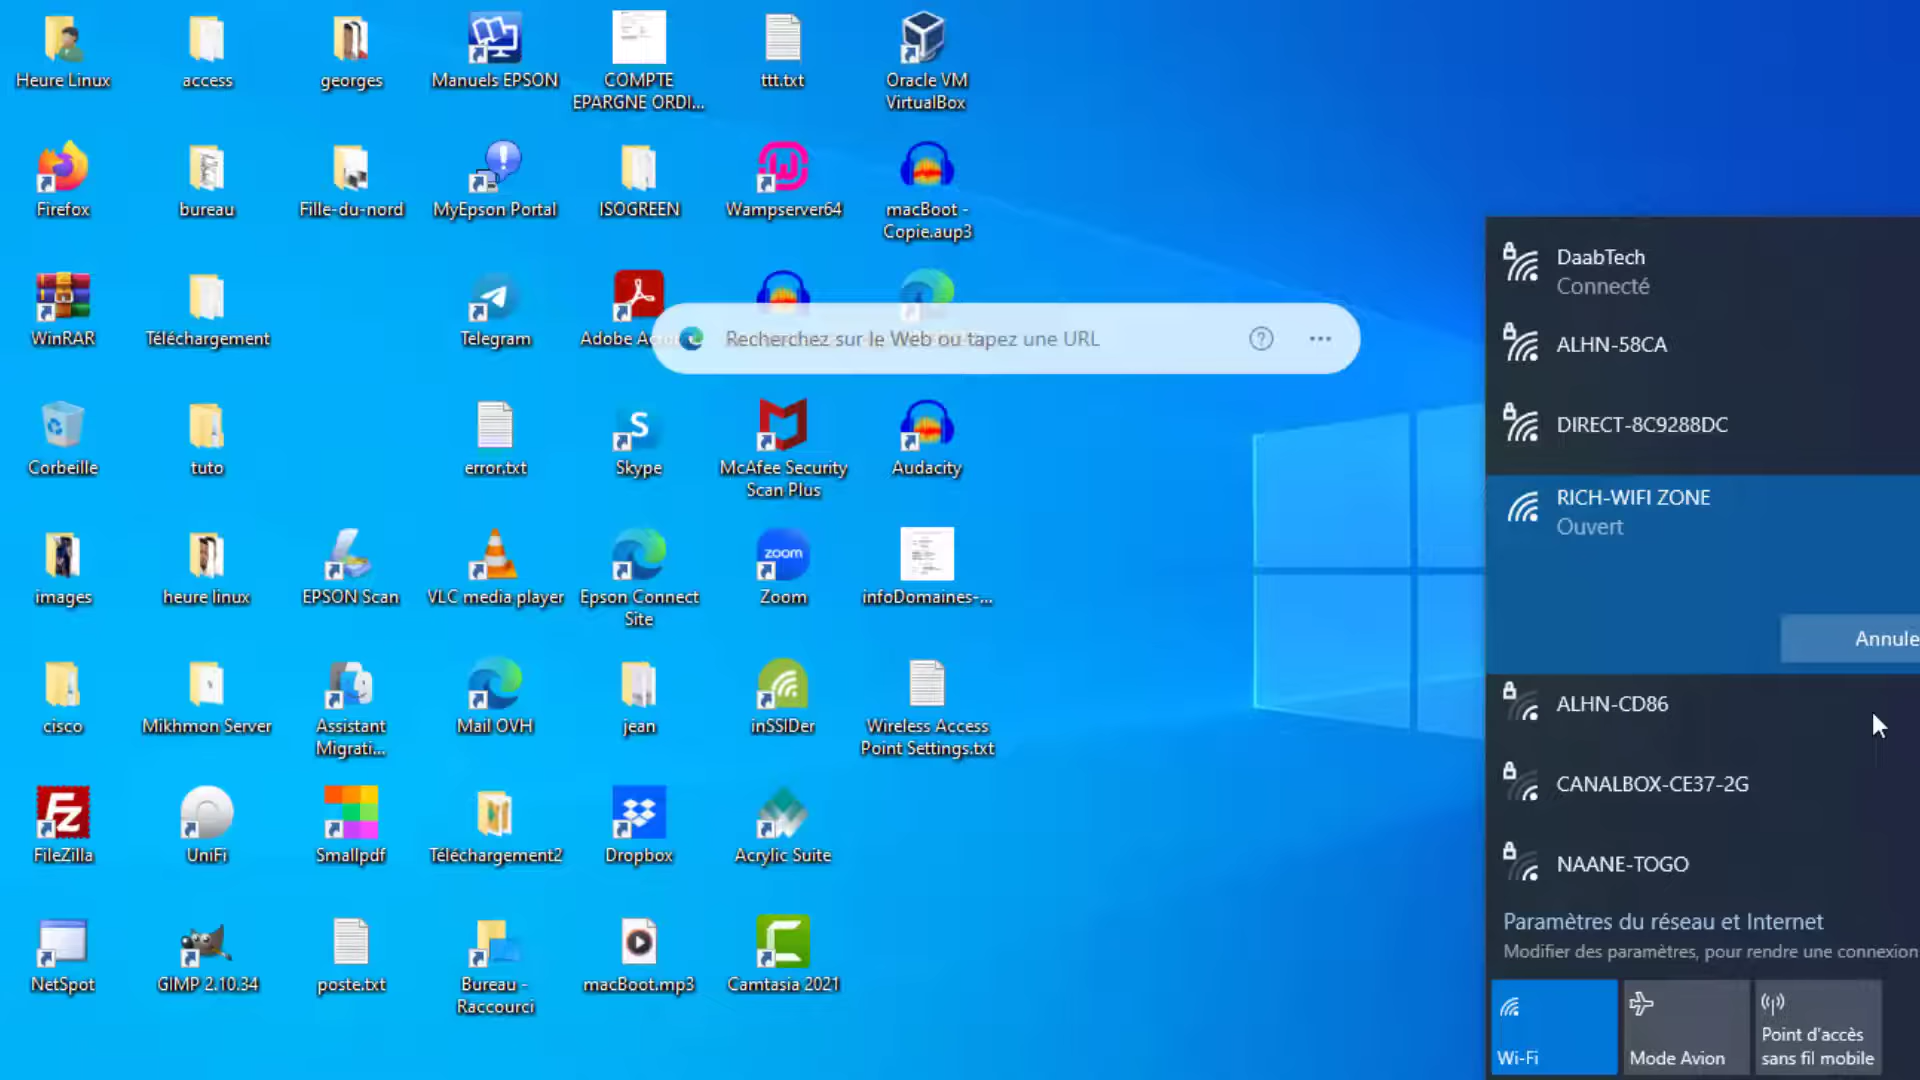 Heure Linux
access
georges
Manuels EPSON
COMPTE
EPARGNE ORDI...
ttt.txt
Oracle VM
VirtualBox
Firefox
bureau
Fille-du-nord
MyEpson Portal
ISOGREEN
Wampserver64
macBoot -
Copie.aup3
WinRAR
Téléchargement
Telegram
Adobe
Recherchez sur le Web ou tapez une URL
Corbeille
tuto
error.txt
Skype
McAfee Security
Scan Plus
Audacity
images
heure linux
EPSON Scan
VLC media player
Epson Connect
Site
zoom
Zoom
infoDomaines-...
cisco
Mikhmon Server
Assistant
Migrati...
Mail OVH
jean
inSSIDer
Wireless Access
Point Settings.txt
FileZilla
UniFi
Smallpdf
Téléchargement2
Dropbox
Acrylic Suite
NetSpot
GIMP 2.10.34
poste.txt
Bureau -
Raccourci
macBoot.mp3
Camtasia 2021
DaabTech
Connecté
ALHN-58CA
DIRECT-8C9288DC
RICH-WIFI ZONE
Ouvert
Annule
ALHN-CD86
CANALBOX-CE37-2G
NAANE-TOGO
Paramètres du réseau et Internet
Modifier des paramètres, pour rendre une connexion
Wi-Fi
Mode Avion
Point d'accès
sans fil mobile